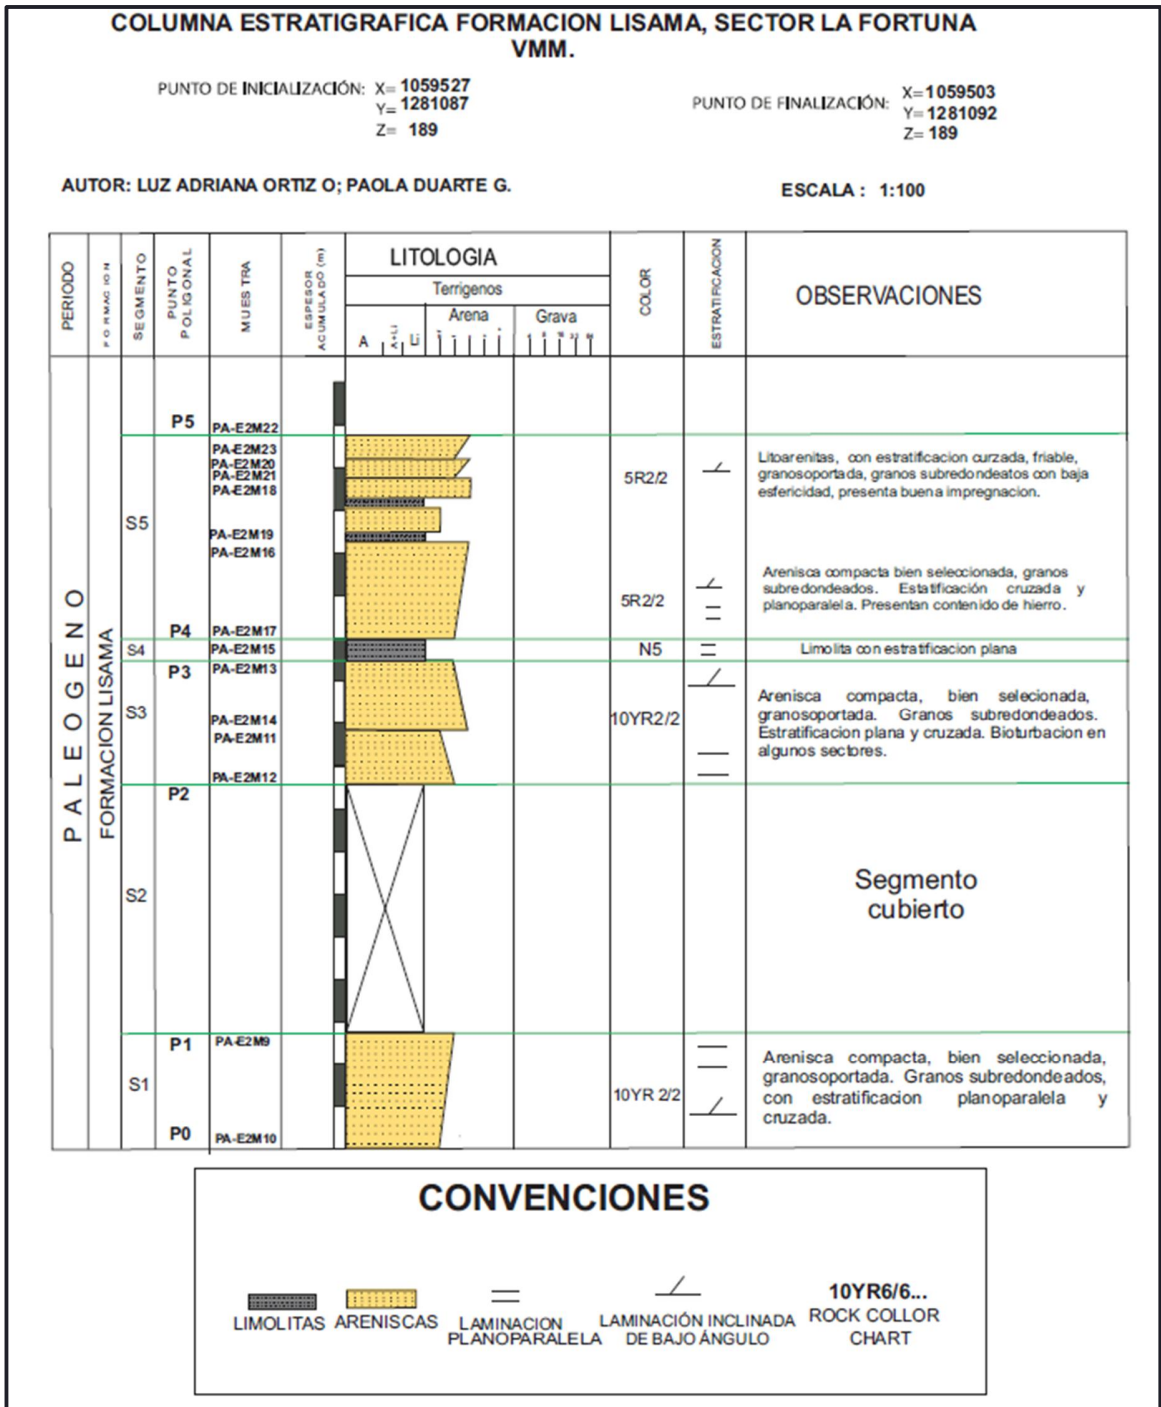 COLUMNA ESTRATIGRAFICA FORMACION LISAMA, SECTOR LA FORTUNA
VMM.
PUNTO DE INICIALIZACIÓN: X= 1059527
Y= 1281087
Z= 189
PUNTO DE FINALIZACIÓN: X= 1059503
Y= 1281092
Z= 189
AUTOR: LUZ ADRIANA ORTIZ O; PAOLA DUARTE G.
ESCALA : 1:100
PERIODO
FORMACION
SEGMENTO
PUNTO
POLIGONAL
MUESTRA
ESPESOR
ACUMULADO (m)
LITOLOGIA
Terrigenos
Arena
Grava
A
A+Li
Li
COLOR
ESTRATIFICACION
OBSERVACIONES
PALEOGENO
FORMACION LISAMA
P5
PA-E2M22
PA-E2M23
PA-E2M20
PA-E2M21
PA-E2M18
S5
PA-E2M19
PA-E2M16
P4
PA-E2M17
5R2/2
Litoarenitas, con estratificacion curzada, friable,
granosoportada, granos subredondeatos con baja
esfericidad, presenta buena impregnacion.
5R2/2
Arenisca compacta bien seleccionada, granos
subredondeados. Estatificación cruzada y
planoparalela. Presentan contenido de hierro.
S4
PA-E2M15
N5
Limolita con estratificacion plana
P3
PA-E2M13
S3
PA-E2M14
PA-E2M11
PA-E2M12
10YR2/2
Arenisca compacta, bien selecionada,
granosoportada. Granos subredondeados.
Estratificacion plana y cruzada. Bioturbacion en
algunos sectores.
P2
S2
Segmento
cubierto
P1
PA-E2M9
S1
P0
PA-E2M10
10YR 2/2
Arenisca compacta, bien seleccionada,
granosoportada. Granos subredondeados,
con estratificacion planoparalela y
cruzada.
CONVENCIONES
LIMOLITAS
ARENISCAS
LAMINACION
PLANOPARALELA
LAMINACIÓN INCLINADA
DE BAJO ÁNGULO
10YR6/6...
ROCK COLLOR
CHART